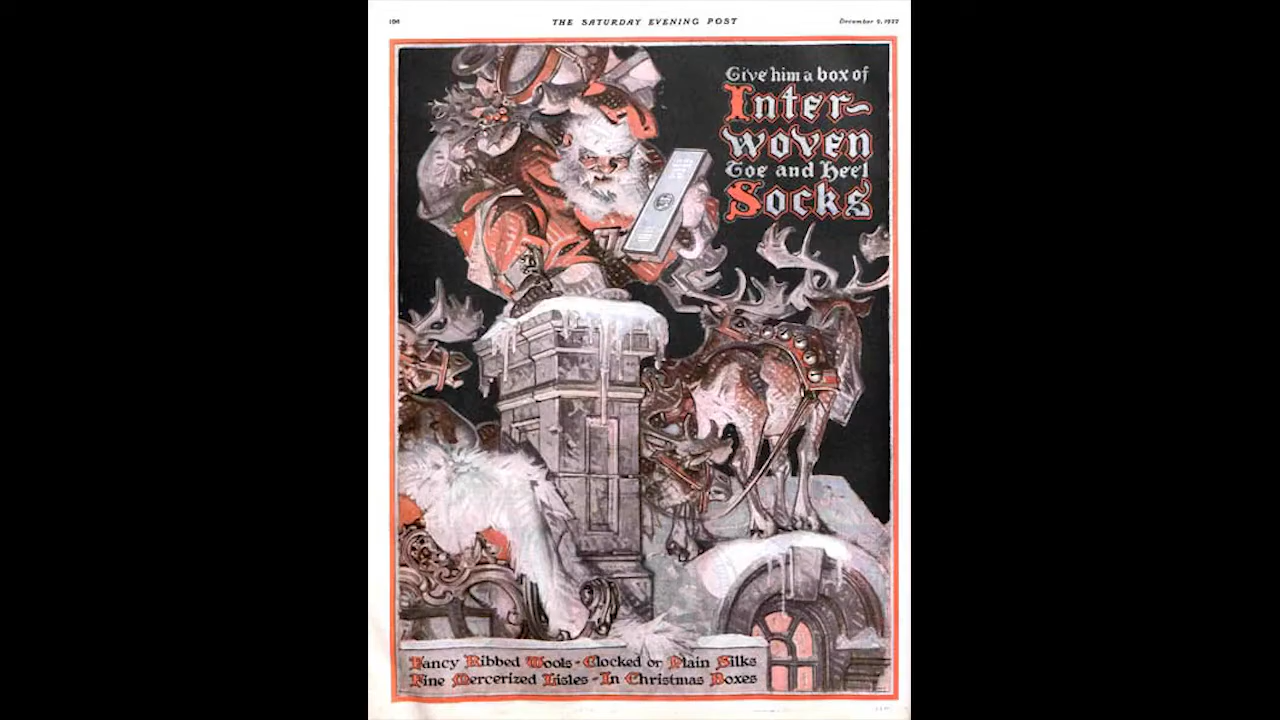 THE SATURDAY EVENING POST
Give him a box of
Inter-
woven
Toe and Heel
Socks
Fancy Ribbed Wools - Clocked or Plain Silks
Fine Mercerized Lisles - In Christmas Boxes